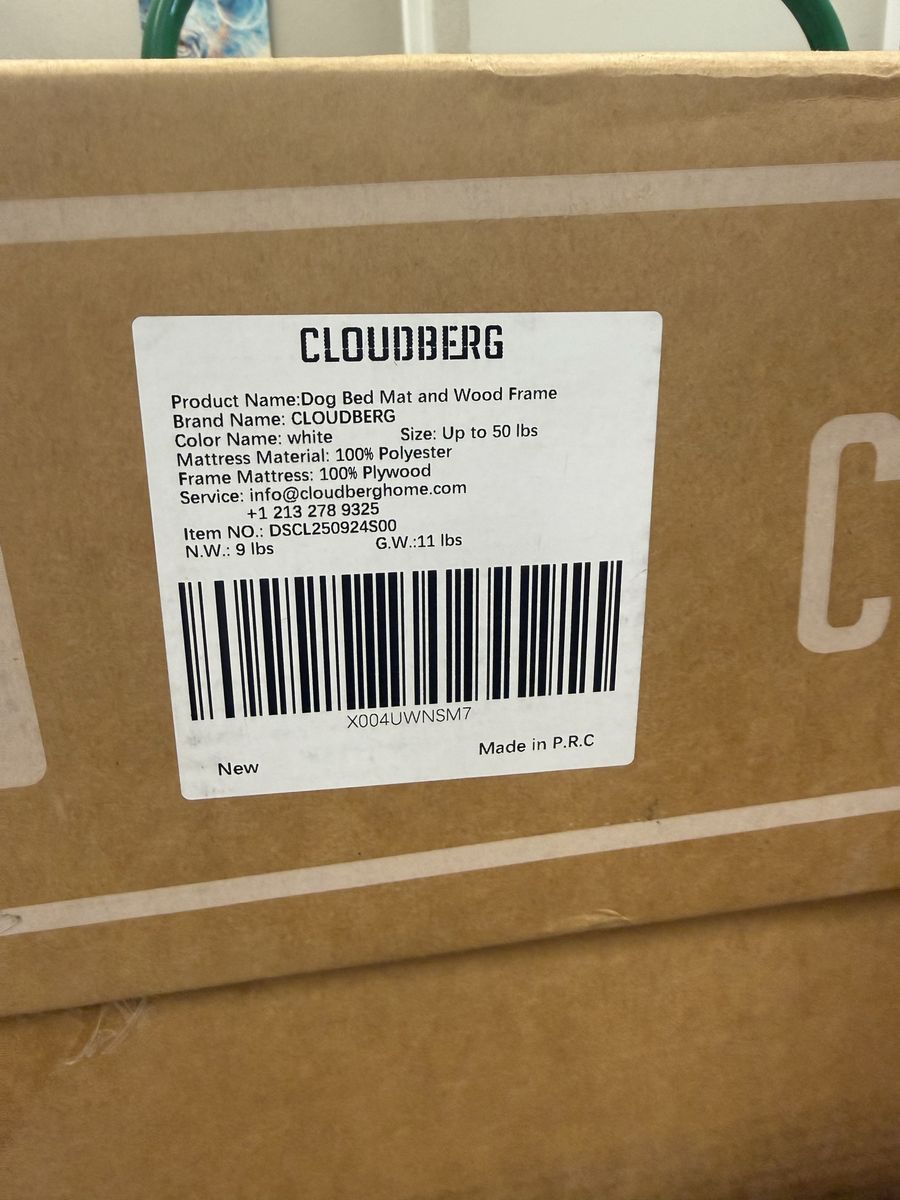 CLOUDBERG
Product Name:Dog Bed Mat and Wood Frame
Brand Name: CLOUDBERG
Color Name: white Size: Up to 50 lbs
Mattress Material: 100% Polyester
Frame Mattress: 100% Plywood
Service: info@cloudberghome.com
+1 213 278 9325
Item NO.: DSCL250924S00
N.W.: 9 lbs G.W.:11 lbs
X004UWNSM7
New Made in P.R.C
C